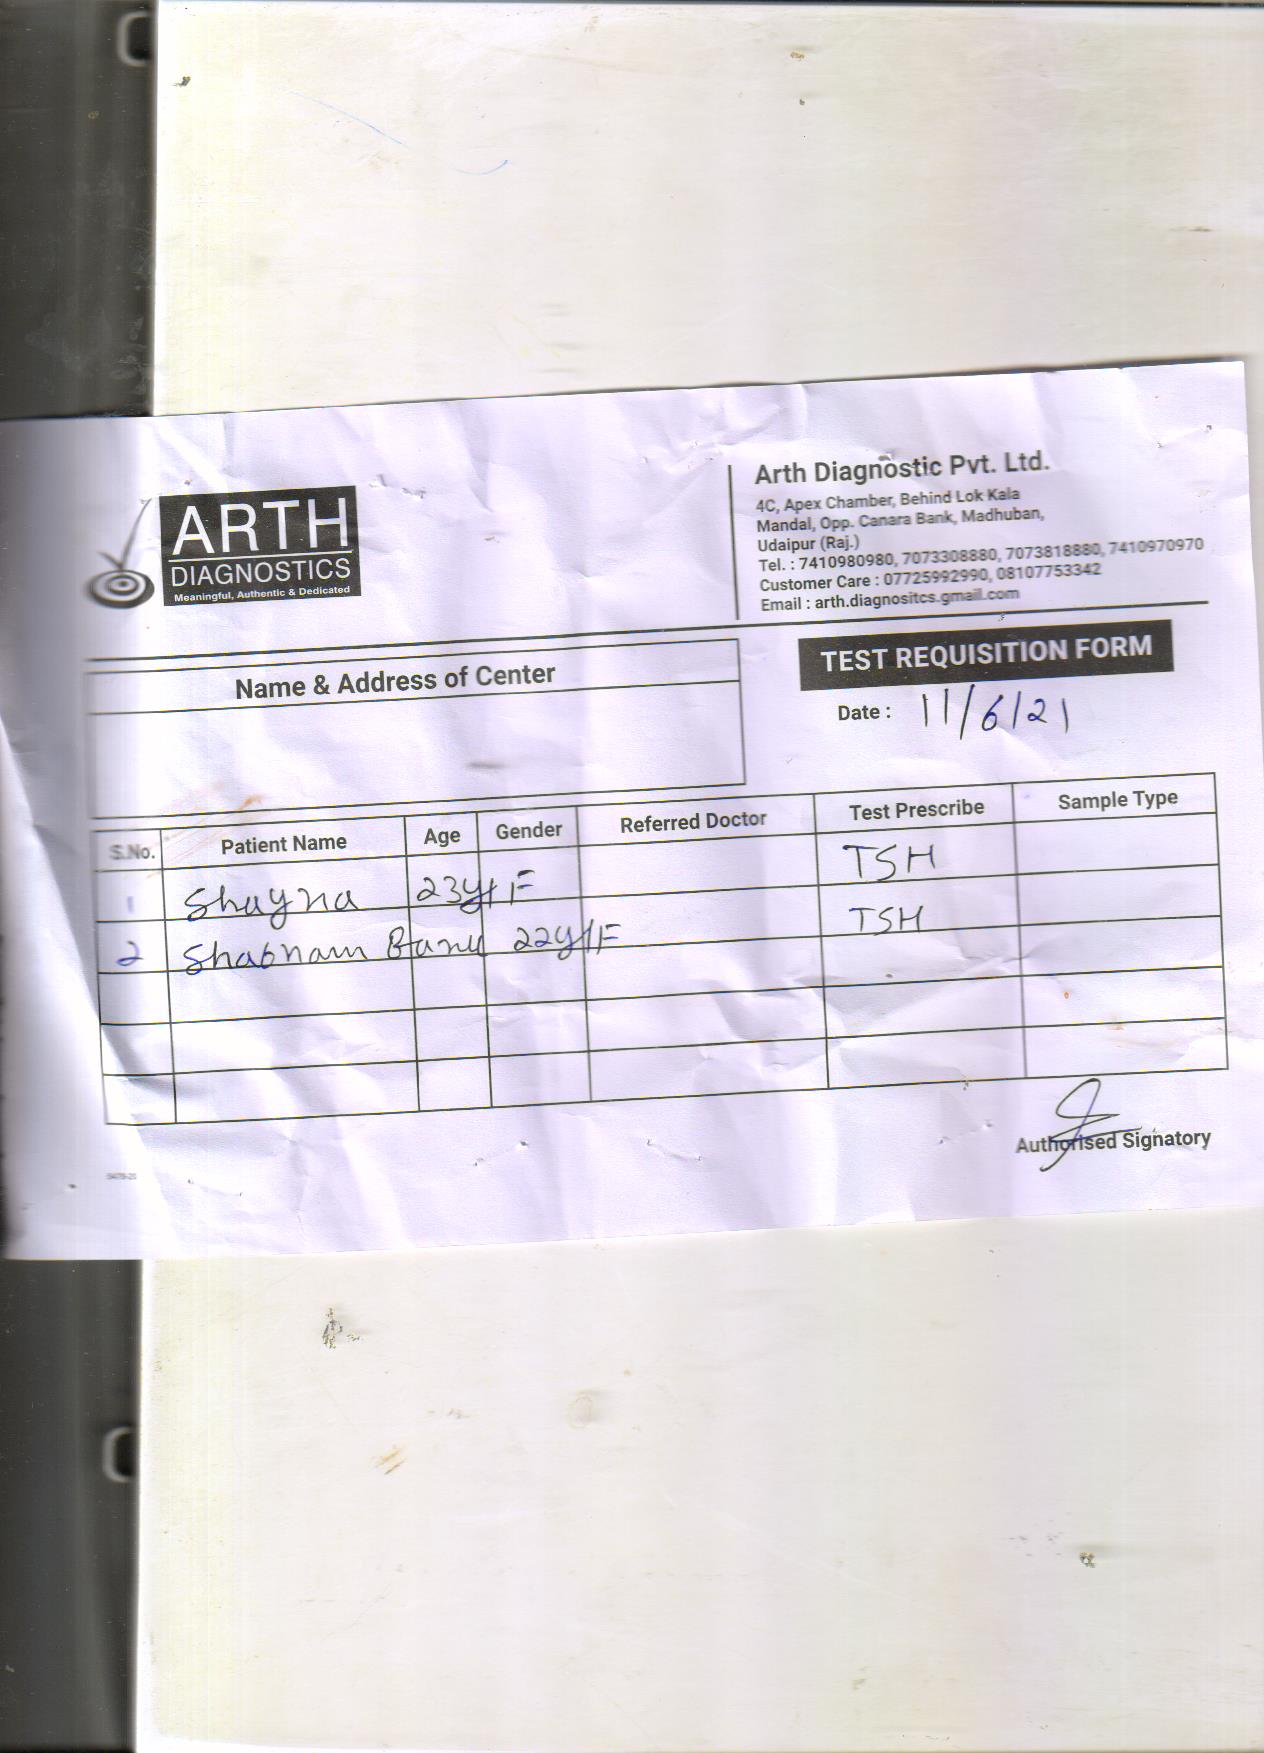 ARTH
DIAGNOSTICS
Meaningful, Authentic & Dedicated
Arth Diagnostic Pvt. Ltd.
4C, Apex Chamber, Behind Lok Kala
Mandal, Opp. Canara Bank, Madhuban,
Udaipur (Raj.)
Tel. : 7410980980, 7073308880, 7073818880, 7410970970
Customer Care : 07725992990, 08107753342
Email : arth.diagnositcs.gmail.com
Name & Address of Center
TEST REQUISITION FORM
Date : 11/6/21
S.No. Patient Name Age Gender Referred Doctor Test Prescribe Sample Type
1 Shayna 23y/F TSH
2 Shabnam Banu 22y/F TSH
Authorised Signatory